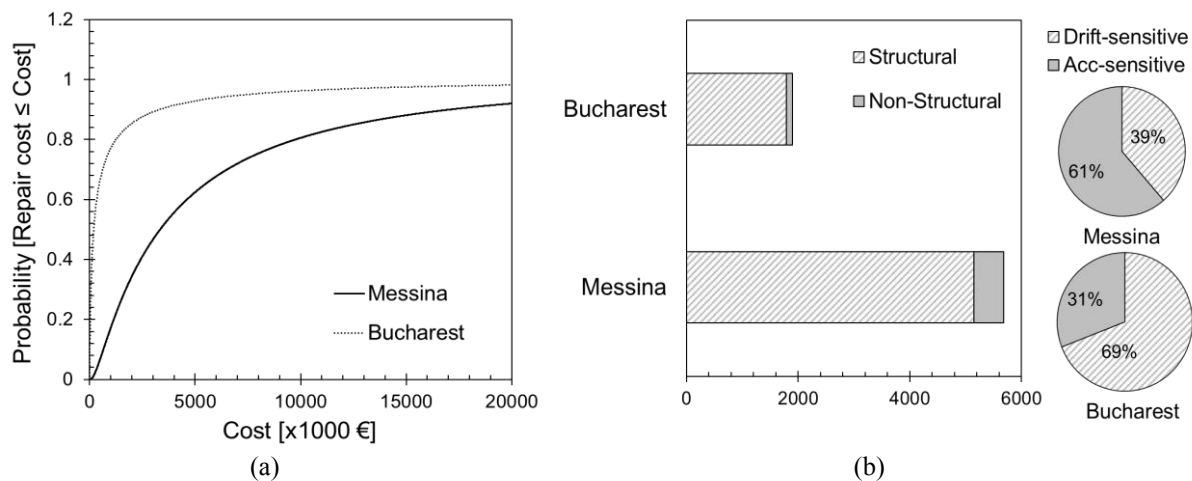 1.2
1
0.8
0.6
0.4
0.2
0
Probability [Repair cost ≤ Cost]
Messina
Bucharest
0 5000 10000 15000 20000
Cost [x1000 €]
(a)
Structural
Non-Structural
Bucharest
Messina
0 2000 4000 6000
Drift-sensitive
Acc-sensitive
39%
61%
Messina
31%
69%
Bucharest
(b)